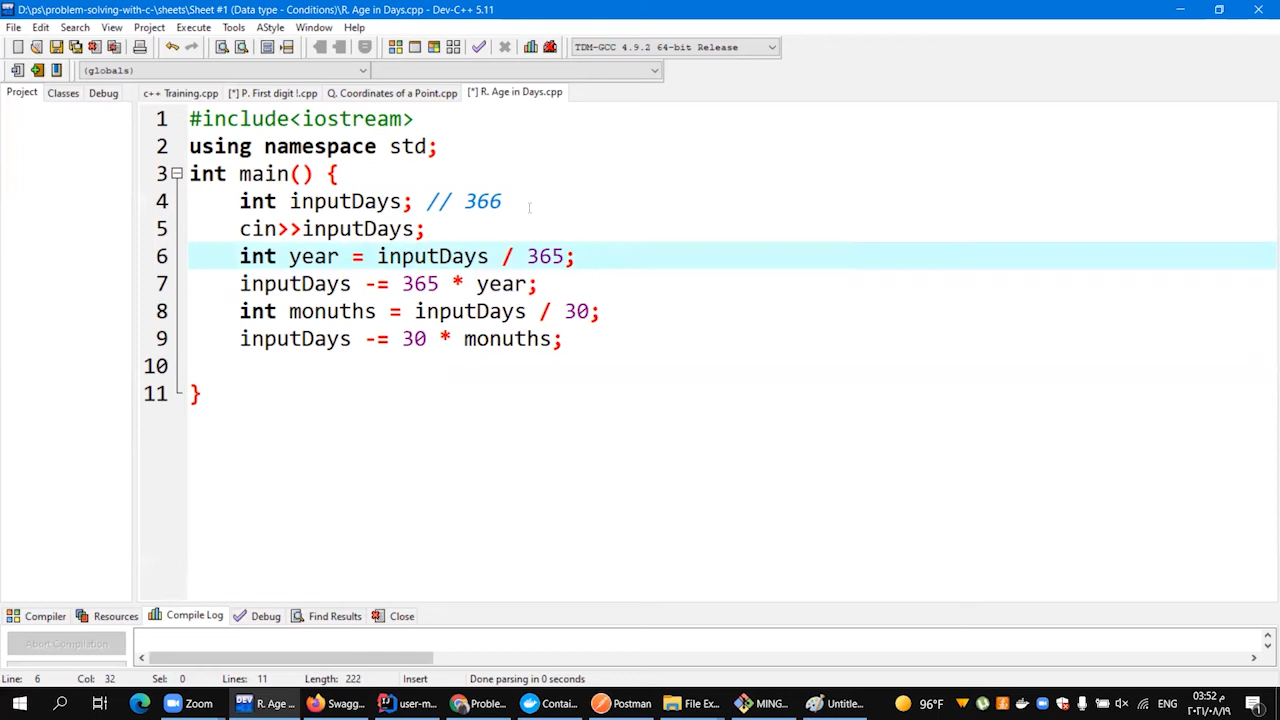 D:\ps\problem-solving-with-c-\sheets\Sheet #1 (Data type - Conditions)\R. Age in Days.cpp - Dev-C++ 5.11
File Edit Search View Project Execute Tools AStyle Window Help
TDM-GCC 4.9.2 64-bit Release
(globals)
Project Classes Debug c++ Training.cpp [*] P. First digit !.cpp Q. Coordinates of a Point.cpp [*] R. Age in Days.cpp
1 #include<iostream>
2 using namespace std;
3 int main() {
4 int inputDays; // 366
5 cin>>inputDays;
6 int year = inputDays / 365;
7 inputDays -= 365 * year;
8 int monuths = inputDays / 30;
9 inputDays -= 30 * monuths;
10
11 }
Compiler Resources Compile Log Debug Find Results Close
Abort Compilation
Line: 6 Col: 32 Sel: 0 Lines: 11 Length: 222 Insert Done parsing in 0 seconds
Zoom DEV R. Age ... Proble... Swagg... user-m... Contai... Postman File Ex... MING... Untitle... 96°F ENG 03:52 م
٢٠٢١/٠٨/١٩